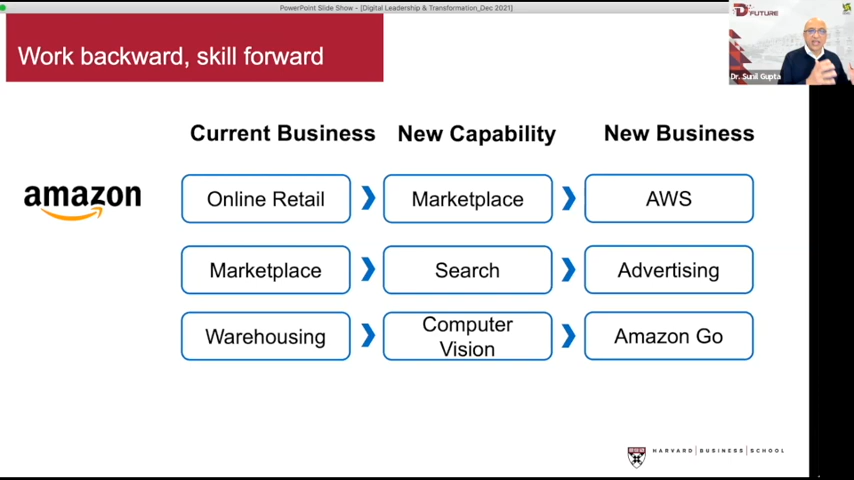 PowerPoint Slide Show - [Digital Leadership & Transformation_Dec 2021]
Work backward, skill forward
D FUTURE
Dr. Sunil Gupta
Current Business New Capability New Business
amazon
Online Retail Marketplace AWS
Marketplace Search Advertising
Warehousing Computer Vision Amazon Go
HARVARD BUSINESS SCHOOL